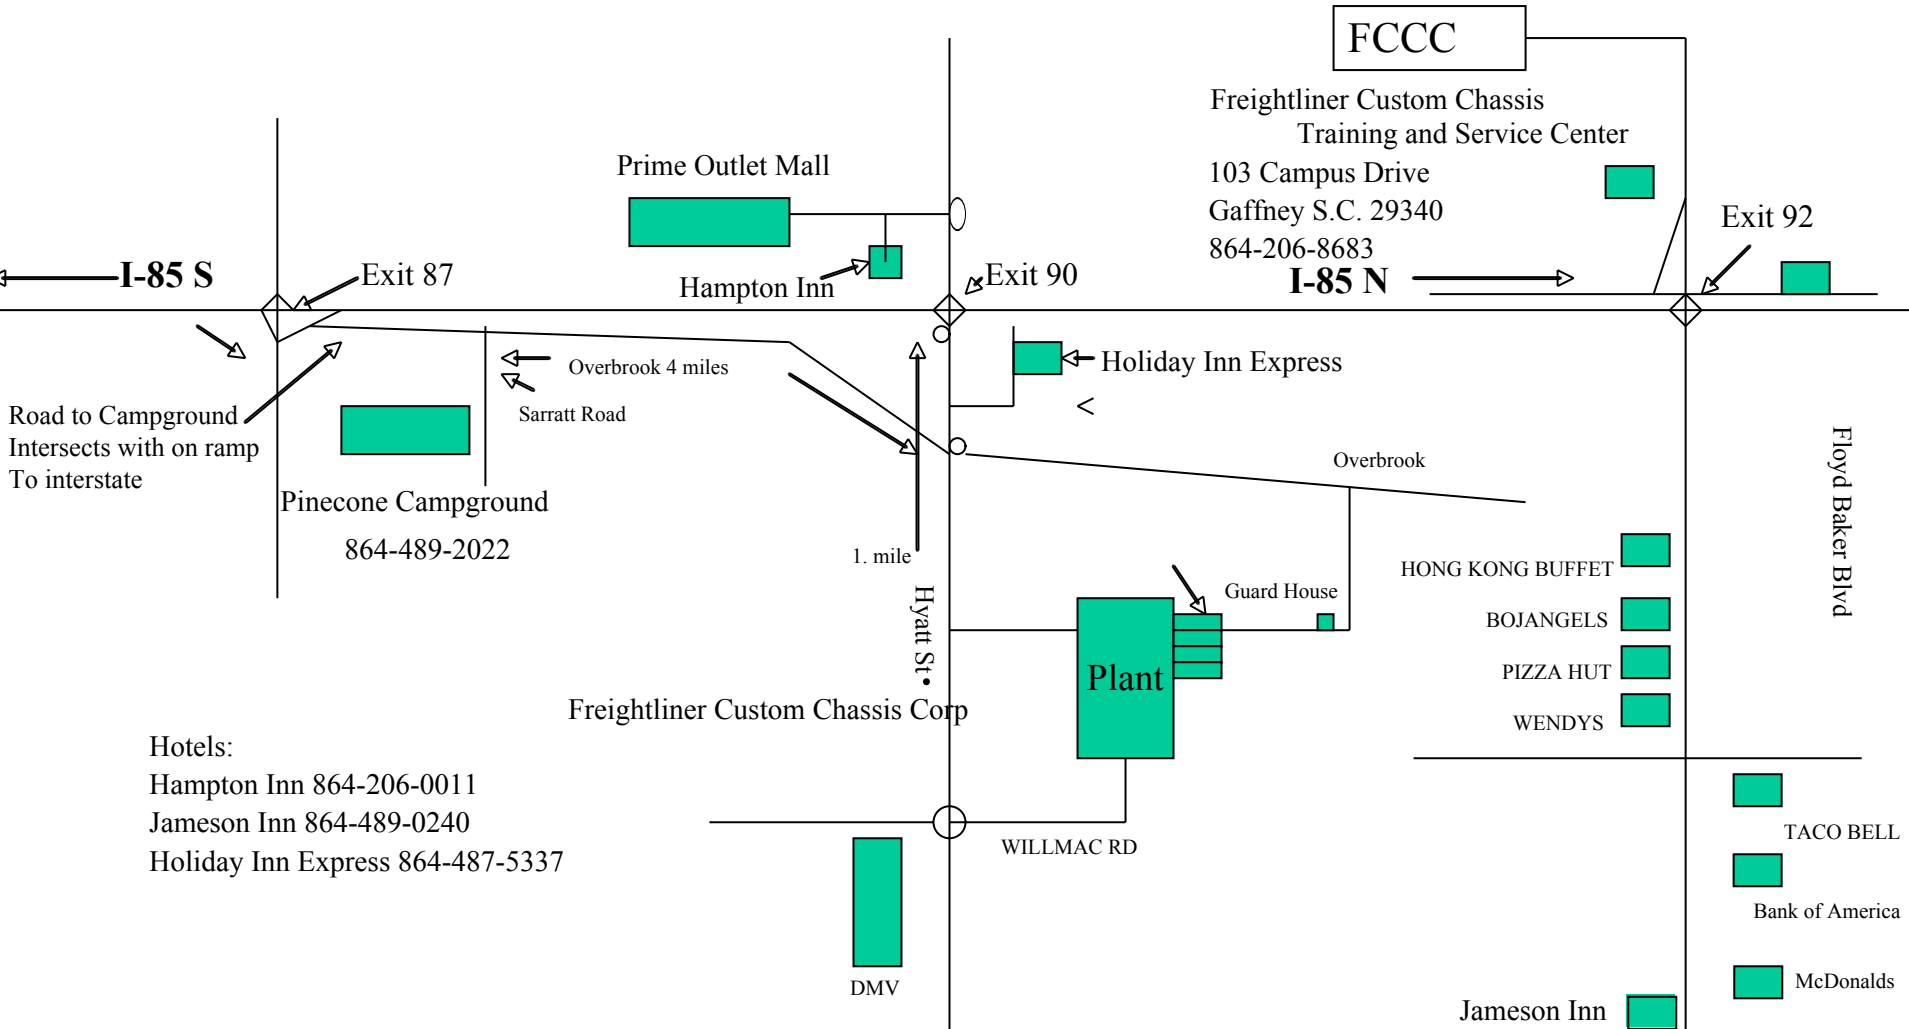 FCCC
Freightliner Custom Chassis
Training and Service Center
103 Campus Drive
Gaffney S.C. 29340
864-206-8683
Prime Outlet Mall
Exit 92
I-85 S
Exit 87
Hampton Inn
Exit 90
I-85 N
Holiday Inn Express
<
Overbrook 4 miles
Sarratt Road
Road to Campground
Intersects with on ramp
To interstate
Pinecone Campground
864-489-2022
Overbrook
Floyd Baker Blvd
1. mile
Hyatt St •
Guard House
HONG KONG BUFFET
BOJANGELS
PIZZA HUT
WENDYS
Plant
Freightliner Custom Chassis Corp
Hotels:
Hampton Inn 864-206-0011
Jameson Inn 864-489-0240
Holiday Inn Express 864-487-5337
WILLMAC RD
TACO BELL
Bank of America
DMV
McDonalds
Jameson Inn